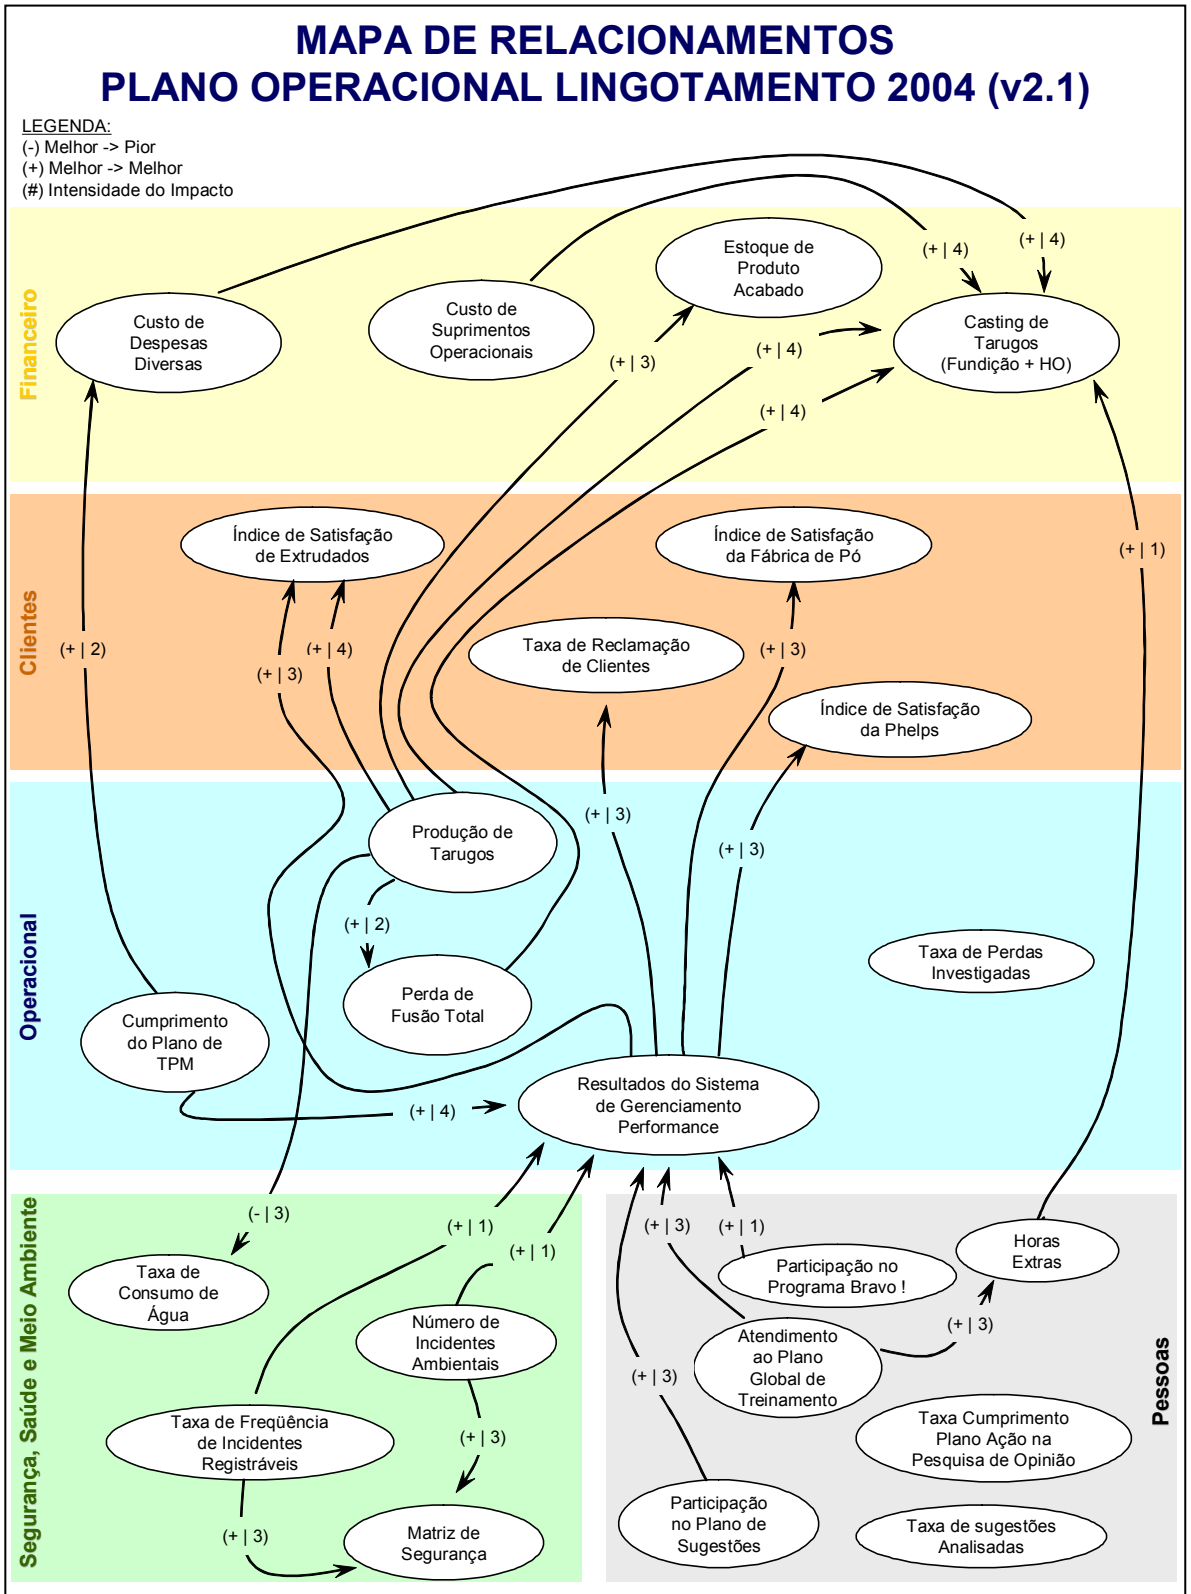 MAPA DE RELACIONAMENTOS
PLANO OPERACIONAL LINGOTAMENTO 2004 (v2.1)
LEGENDA:
(-) Melhor -> Pior
(+) Melhor -> Melhor
(#) Intensidade do Impacto
Financeiro
Custo de
Despesas
Diversas
Custo de
Suprimentos
Operacionais
Estoque de
Produto
Acabado
Casting de
Tarugos
(Fundição + HO)
(+ | 4)
(+ | 4)
(+ | 3)
(+ | 4)
(+ | 4)
Clientes
Índice de Satisfação
de Extrudados
Índice de Satisfação
da Fábrica de Pó
(+ | 1)
Taxa de Reclamação
de Clientes
(+ | 2)
(+ | 3)
(+ | 4)
(+ | 3)
Índice de Satisfação
da Phelps
Operacional
Produção de
Tarugos
(+ | 3)
(+ | 3)
(+ | 2)
Taxa de Perdas
Investigadas
Perda de
Fusão Total
Cumprimento
do Plano de
TPM
(+ | 4)
Resultados do Sistema
de Gerenciamento
Performance
Segurança, Saúde e Meio Ambiente
(- | 3)
(+ | 1)
(+ | 1)
Taxa de
Consumo de
Água
Número de
Incidentes
Ambientais
Taxa de Freqüência
de Incidentes
Registráveis
(+ | 3)
(+ | 3)
Matriz de
Segurança
Pessoas
(+ | 3)
(+ | 1)
Horas
Extras
Participação no
Programa Bravo !
(+ | 3)
Atendimento
ao Plano
Global de
Treinamento
(+ | 3)
Taxa Cumprimento
Plano Ação na
Pesquisa de Opinião
Participação
no Plano de
Sugestões
Taxa de sugestões
Analisadas